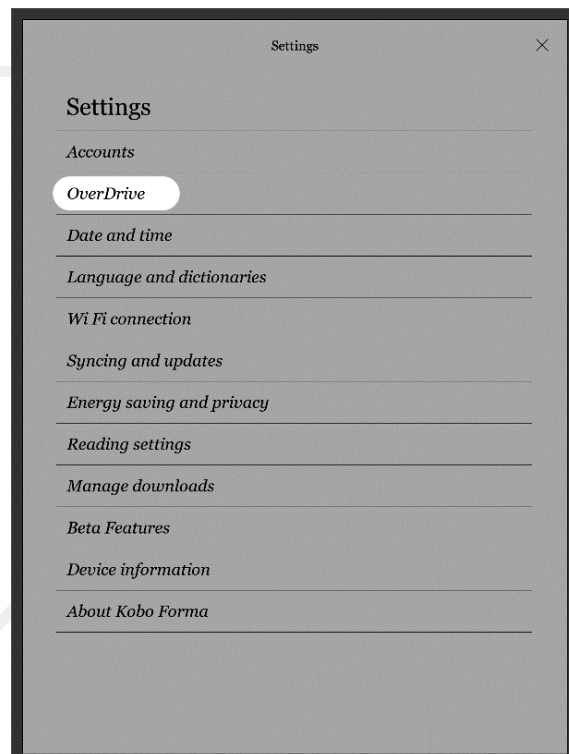 Settings
Settings
Accounts
OverDrive
Date and time
Language and dictionaries
Wi Fi connection
Syncing and updates
Energy saving and privacy
Reading settings
Manage downloads
Beta Features
Device information
About Kobo Forma